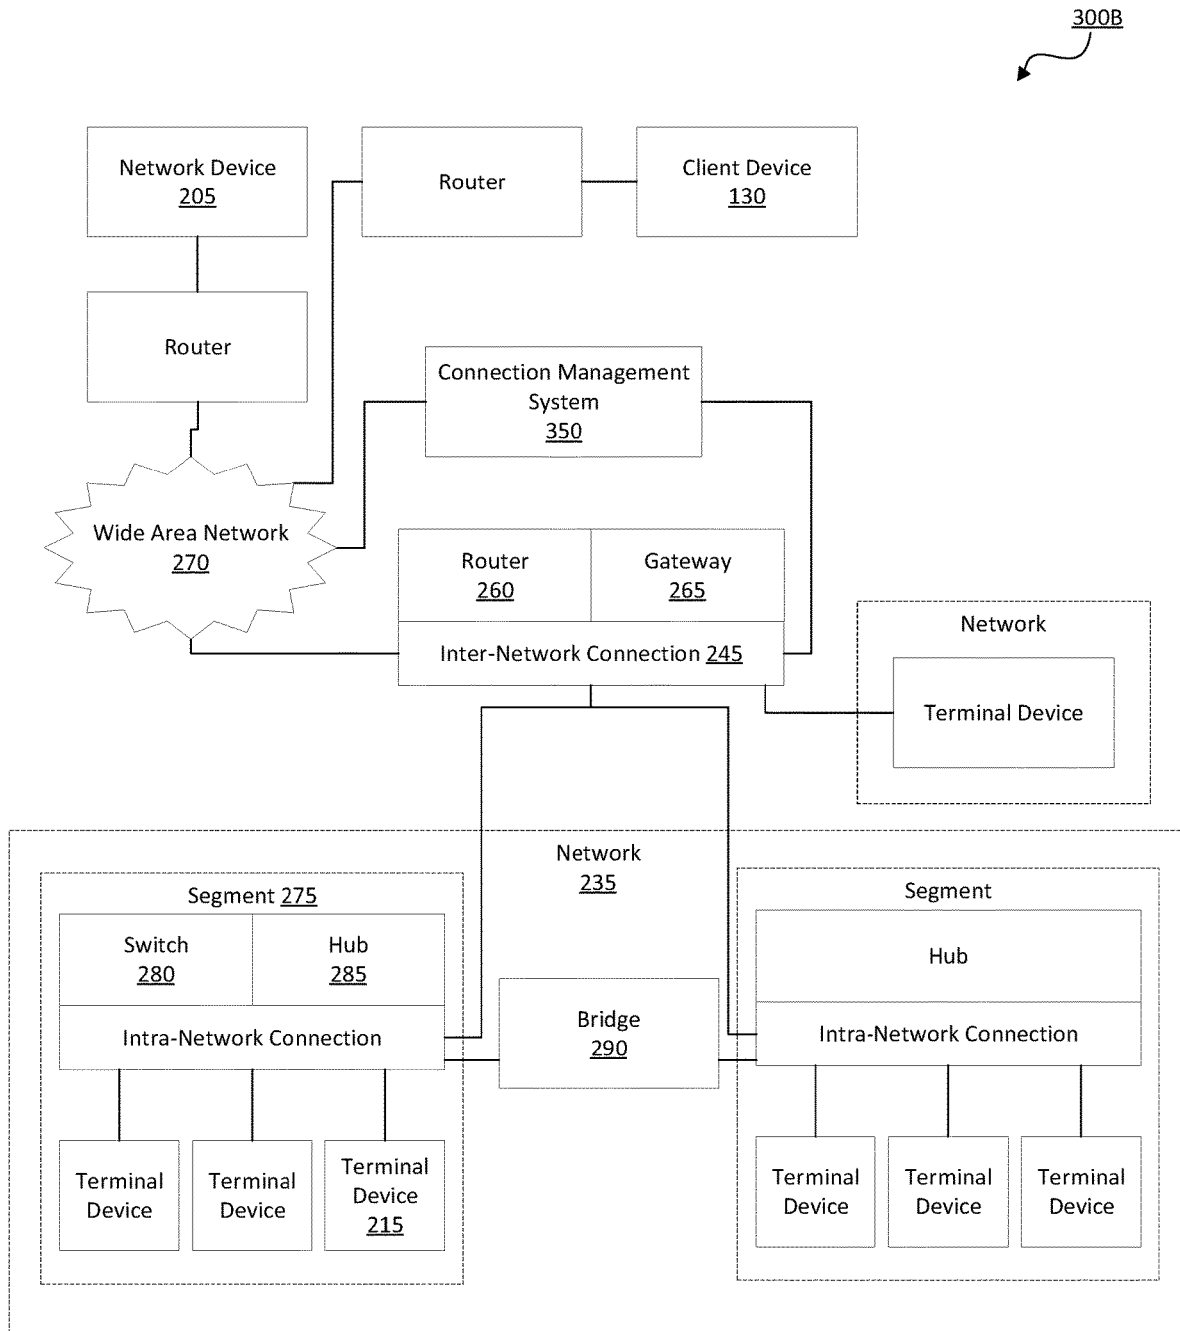 300B
Network Device
205
Router
Client Device
130
Router
Connection Management
System
350
Wide Area Network
270
Router
260
Gateway
265
Inter-Network Connection 245
Network
Terminal Device
Network
235
Segment 275
Switch
280
Hub
285
Intra-Network Connection
Bridge
290
Segment
Hub
Intra-Network Connection
Terminal
Device
Terminal
Device
Terminal
Device
215
Terminal
Device
Terminal
Device
Terminal
Device